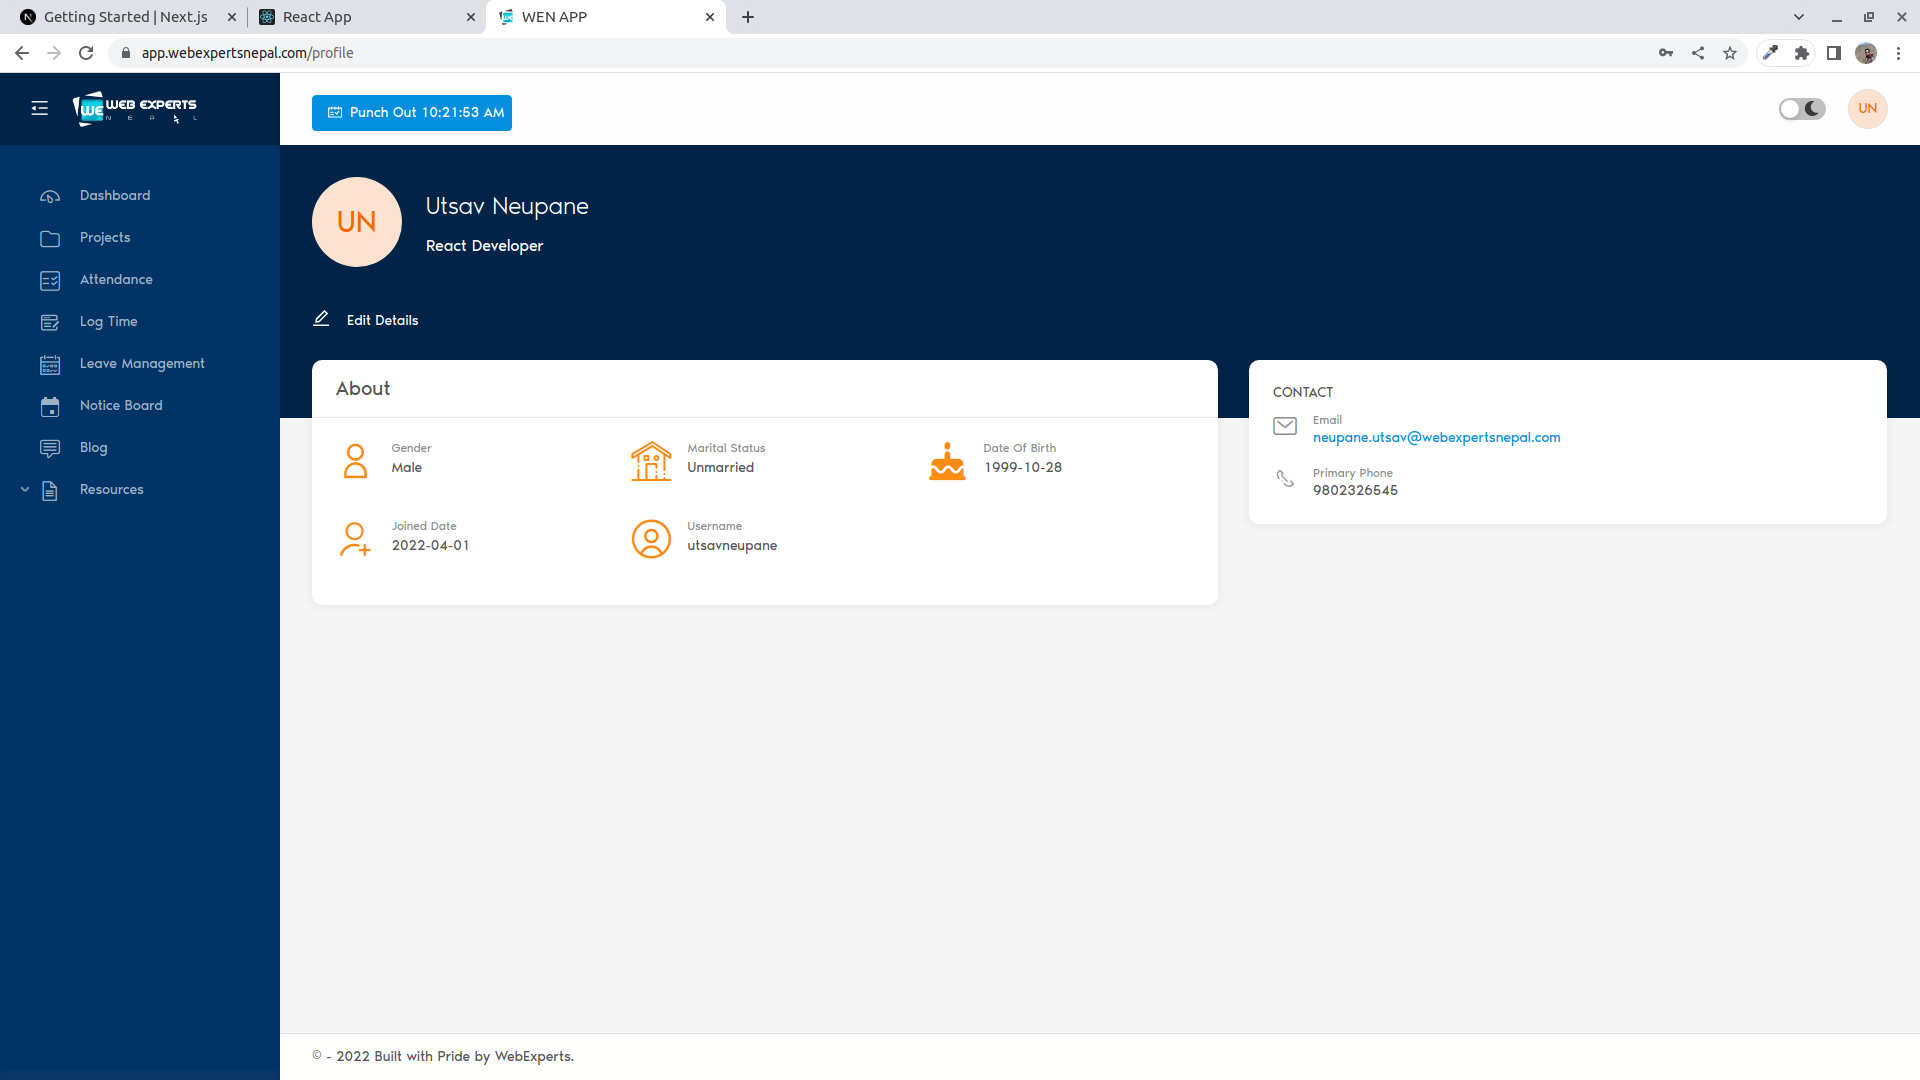 Getting Started | Next.js
React App
WEN APP
app.webexpertsnepal.com/profile
WE WEB EXPERTS
N E P A L
Punch Out 10:21:53 AM
UN
Dashboard
Projects
Attendance
Log Time
Leave Management
Notice Board
Blog
Resources
UN
Utsav Neupane
React Developer
Edit Details
About
Gender
Male
Marital Status
Unmarried
Date Of Birth
1999-10-28
Joined Date
2022-04-01
Username
utsavneupane
CONTACT
Email
neupane.utsav@webexpertsnepal.com
Primary Phone
9802326545
© - 2022 Built with Pride by WebExperts.